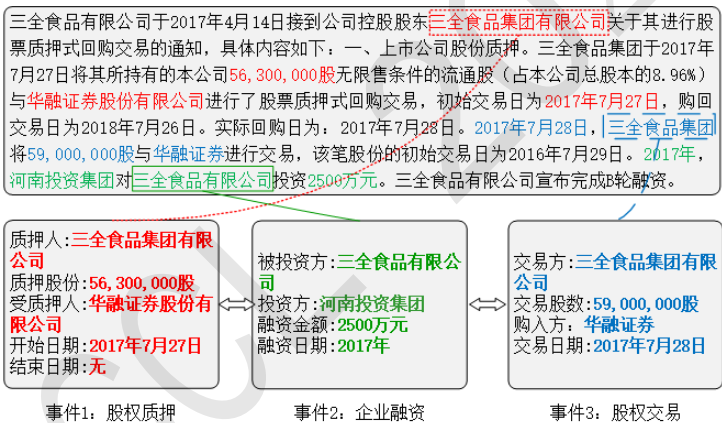 三全食品有限公司于2017年4月14日接到公司控股股东三全食品集团有限公司关于其进行股
票质押式回购交易的通知，具体内容如下：一、上市公司股份质押。三全食品集团于2017年
7月27日将其所持有的本公司56,300,000股无限售条件的流通股（占本公司总股本的8.96%）
与华融证券股份有限公司进行了股票质押式回购交易，初始交易日为2017年7月27日，购回
交易日为2018年7月26日。实际回购日为：2017年7月28日。2017年7月28日，三全食品集团
将59,000,000股与华融证券进行交易，该笔股份的初始交易日为2016年7月29日。2017年，
河南投资集团对三全食品有限公司投资2500万元。三全食品有限公司宣布完成B轮融资。
质押人:三全食品集团有限
公司
质押股份:56,300,000股
受质押人:华融证券股份有
限公司
开始日期:2017年7月27日
结束日期:无
被投资方:三全食品有限公
司
投资方:河南投资集团
融资金额:2500万元
融资日期:2017年
交易方:三全食品集团有限
公司
交易股数:59,000,000股
购入方：华融证券
交易日期:2017年7月28日
事件1：股权质押
事件2：企业融资
事件3：股权交易